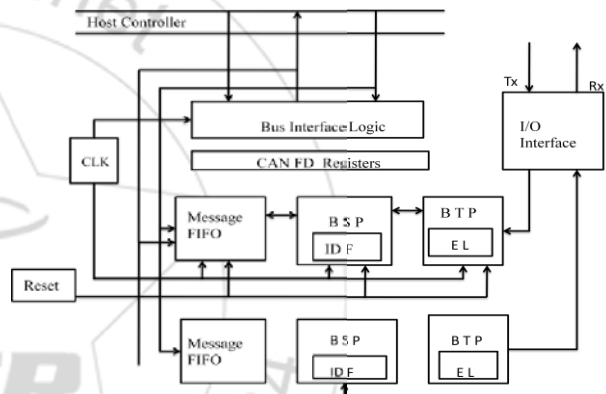 Host Controller
Tx
Rx
Bus Interface Logic
I/O
Interface
CLK
CAN FD Registers
Message
FIFO
B S P
ID F
B T P
E L
Reset
Message
FIFO
B S P
ID F
B T P
E L